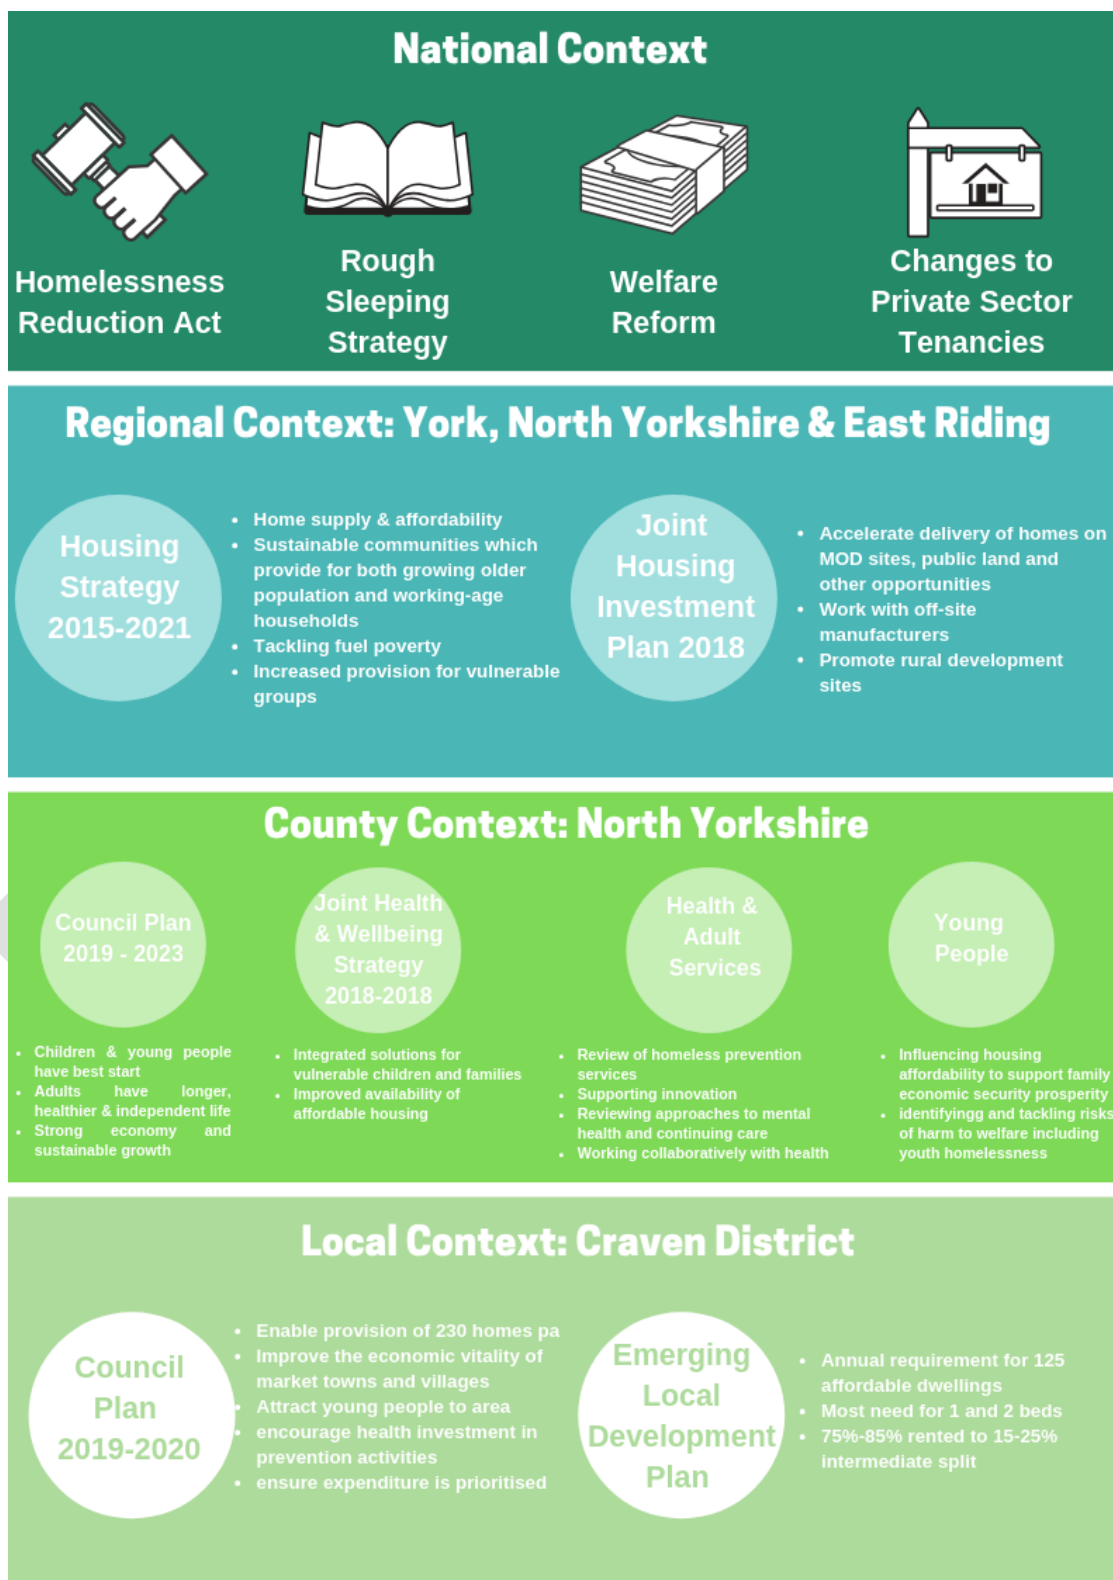 National Context
Homelessness
Reduction Act
Rough
Sleeping
Strategy
Welfare
Reform
Changes to
Private Sector
Tenancies
Regional Context: York, North Yorkshire & East Riding
Housing
Strategy
2015-2021
• Home supply & affordability
• Sustainable communities which
provide for both growing older
population and working-age
households
• Tackling fuel poverty
• Increased provision for vulnerable
groups
Joint
Housing
Investment
Plan 2018
• Accelerate delivery of homes on
MOD sites, public land and
other opportunities
• Work with off-site
manufacturers
• Promote rural development
sites
County Context: North Yorkshire
Council Plan
2019 - 2023
• Children & young people
have best start
• Adults have longer,
healthier & independent life
• Strong economy and
sustainable growth
Joint Health
& Wellbeing
Strategy
2018-2018
• Integrated solutions for
vulnerable children and families
• Improved availability of
affordable housing
Health &
Adult
Services
• Review of homeless prevention
services
• Supporting innovation
• Reviewing approaches to mental
health and continuing care
• Working collaboratively with health
Young
People
• Influencing housing
affordability to support family
economic security prosperity
• identifyingg and tackling risks
of harm to welfare including
youth homelessness
Local Context: Craven District
Council
Plan
2019-2020
• Enable provision of 230 homes pa
• Improve the economic vitality of
market towns and villages
• Attract young people to area
• encourage health investment in
prevention activities
• ensure expenditure is prioritised
Emerging
Local
Development
Plan
• Annual requirement for 125
affordable dwellings
• Most need for 1 and 2 beds
• 75%-85% rented to 15-25%
intermediate split